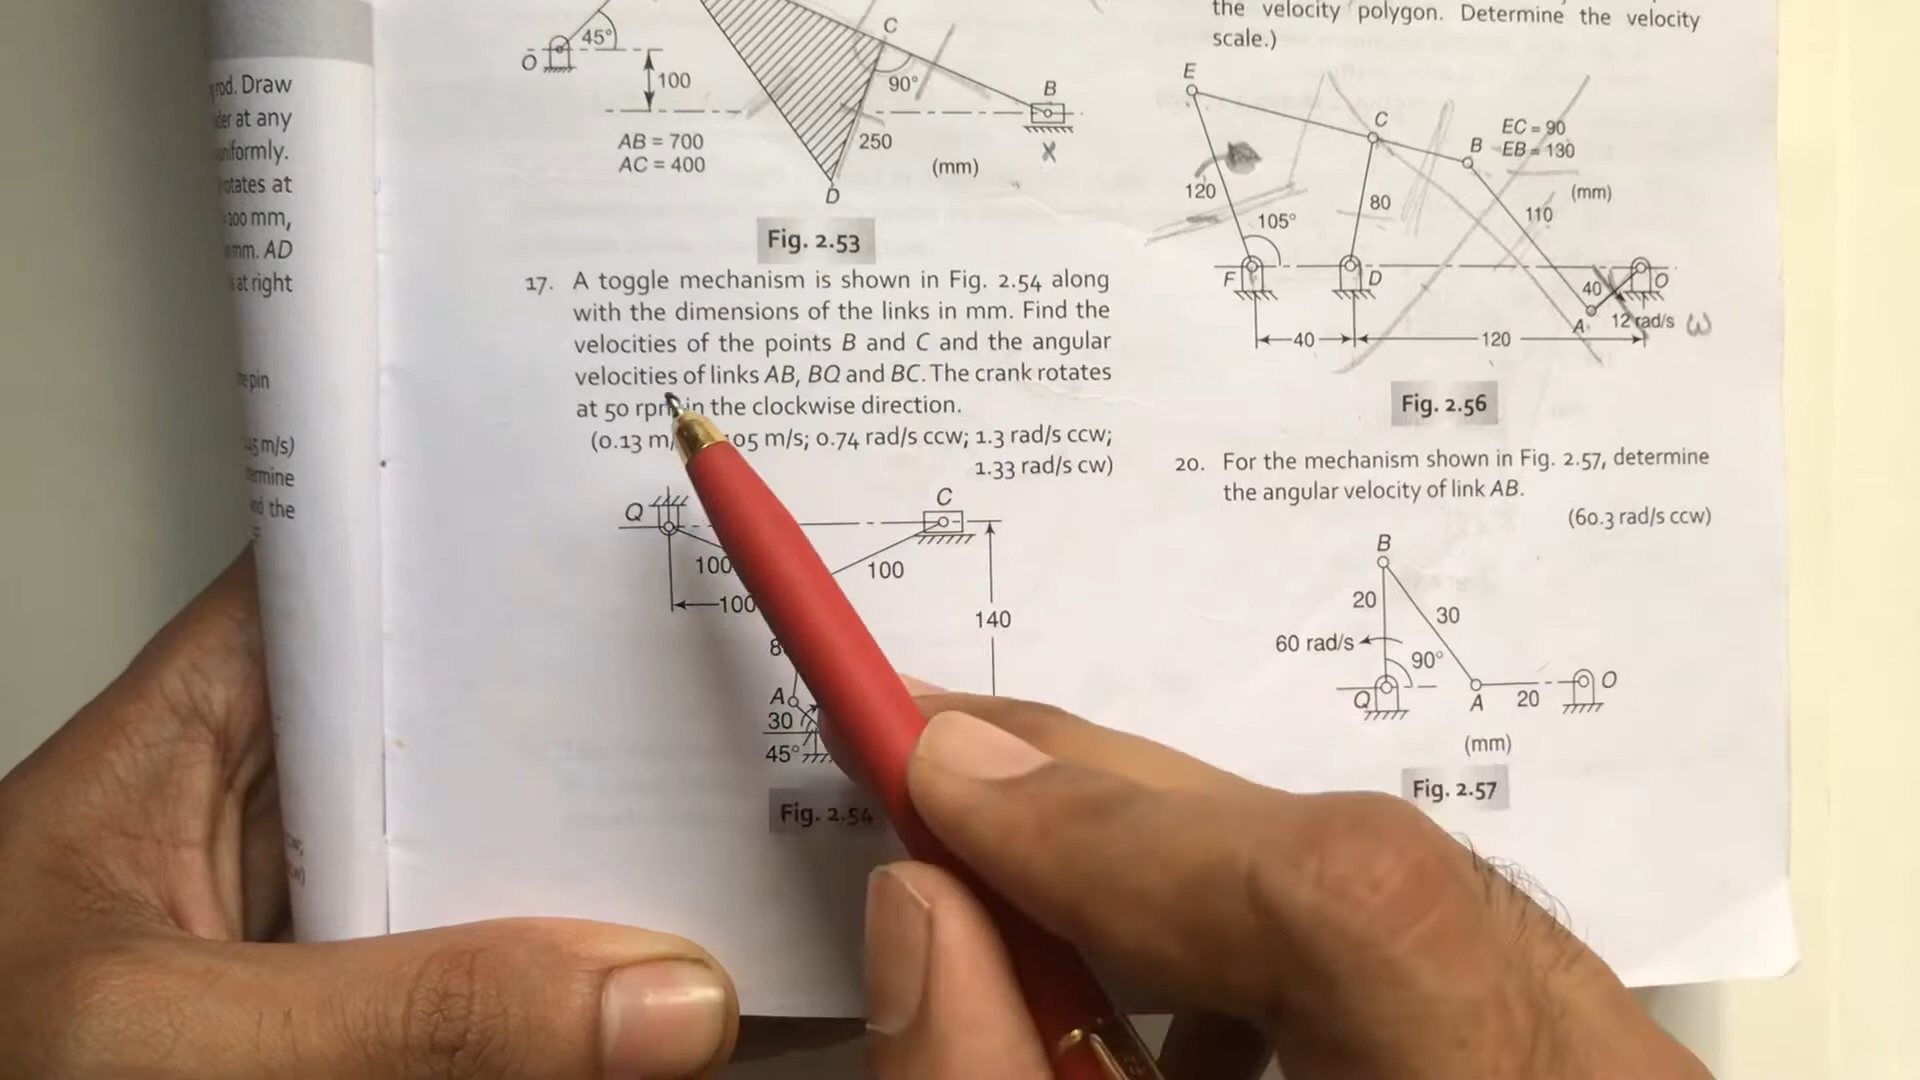 rod. Draw
at any
uniformly.
otates at
200 mm,
mm. AD
at right
pin
m/s)
ermine
and the
45°
O
100
C
90°
B
AB = 700
AC = 400
250
(mm)
X
D
Fig. 2.53
17. A toggle mechanism is shown in Fig. 2.54 along
with the dimensions of the links in mm. Find the
velocities of the points B and C and the angular
velocities of links AB, BQ and BC. The crank rotates
at 50 rpm in the clockwise direction.
(0.13 m/ 105 m/s; 0.74 rad/s ccw; 1.3 rad/s ccw;
1.33 rad/s cw)
Q
C
100
100
100
140
8
A
30
45°
Fig. 2.54
the velocity polygon. Determine the velocity
scale.)
E
C
B
EC = 90
EB = 130
(mm)
120
80
110
105°
F
D
40
O
A
12 rad/s ω
40
120
Fig. 2.56
20. For the mechanism shown in Fig. 2.57, determine
the angular velocity of link AB.
(60.3 rad/s ccw)
B
20
30
60 rad/s
90°
Q
A
20
O
(mm)
Fig. 2.57